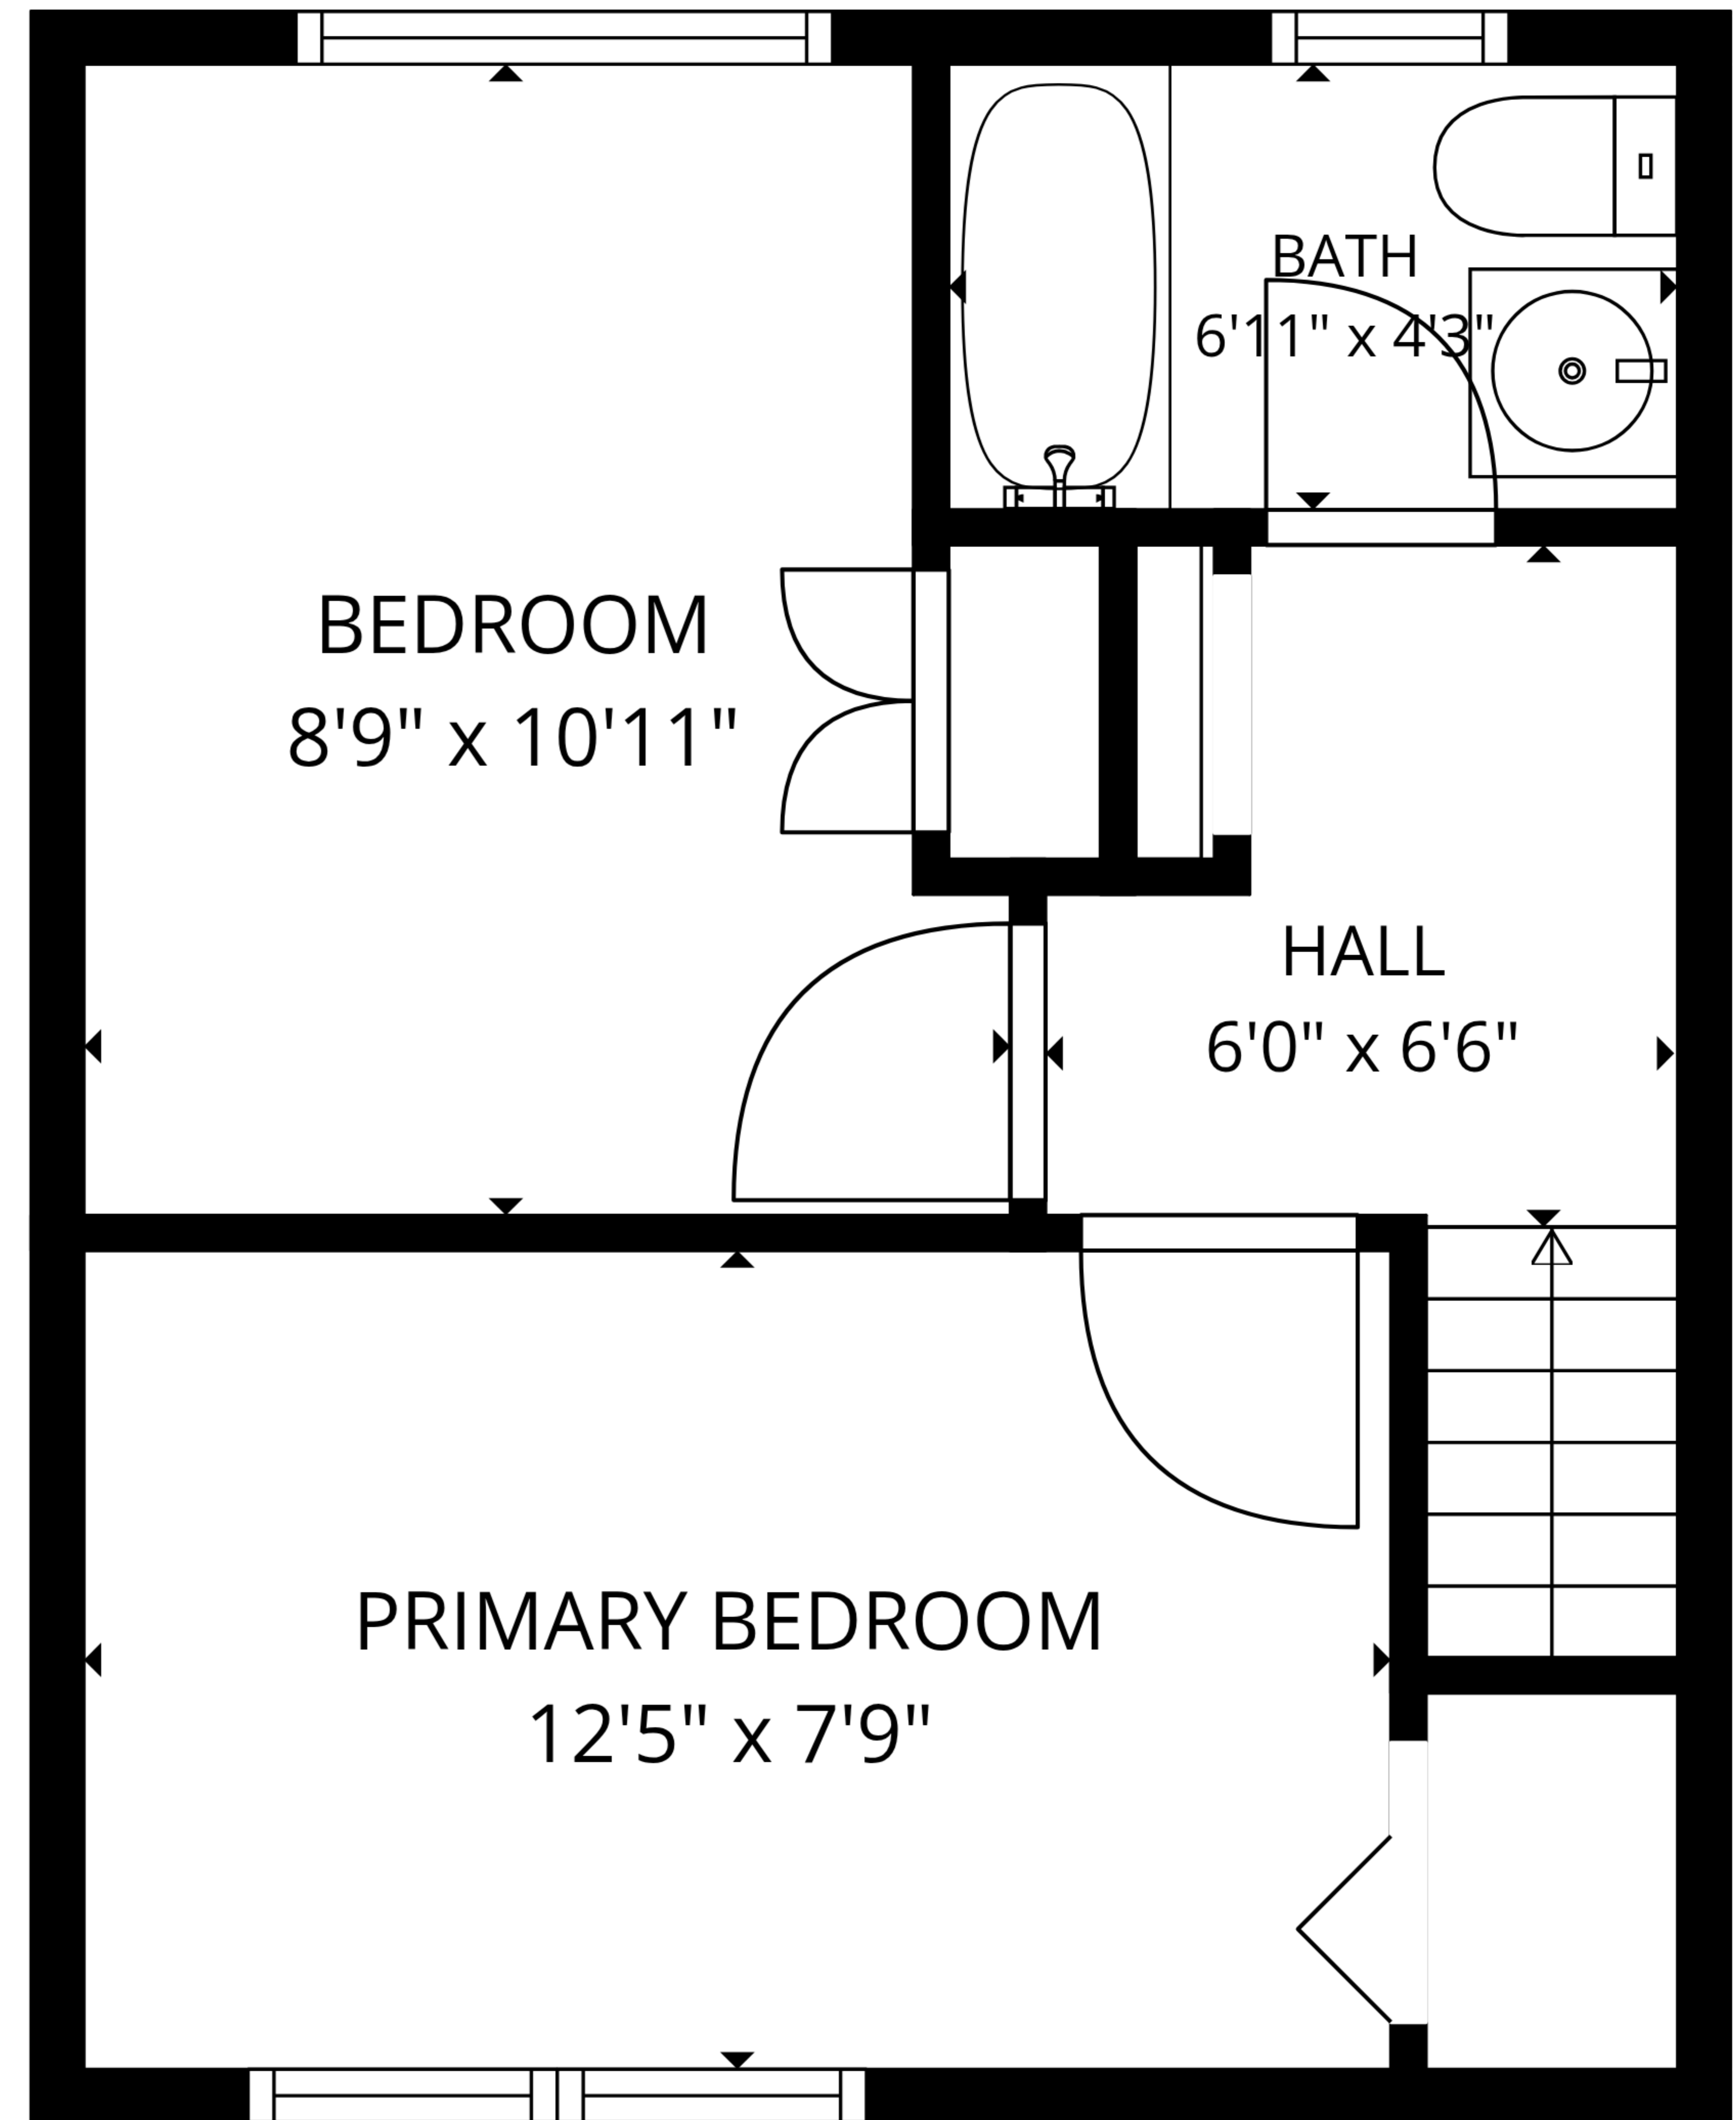 BATH
6'11" x 4'3"
BEDROOM
8'9" x 10'11"
HALL
6'0" x 6'6"
PRIMARY BEDROOM
12'5" x 7'9"